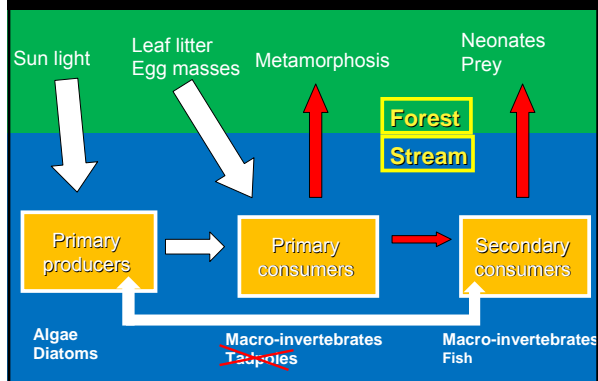 Sun light
Leaf litter
Egg masses
Metamorphosis
Neonates
Prey
Forest
Stream
Primary
producers
Primary
consumers
Secondary
consumers
Algae
Diatoms
Macro-invertebrates
Tadpoles
Macro-invertebrates
Fish